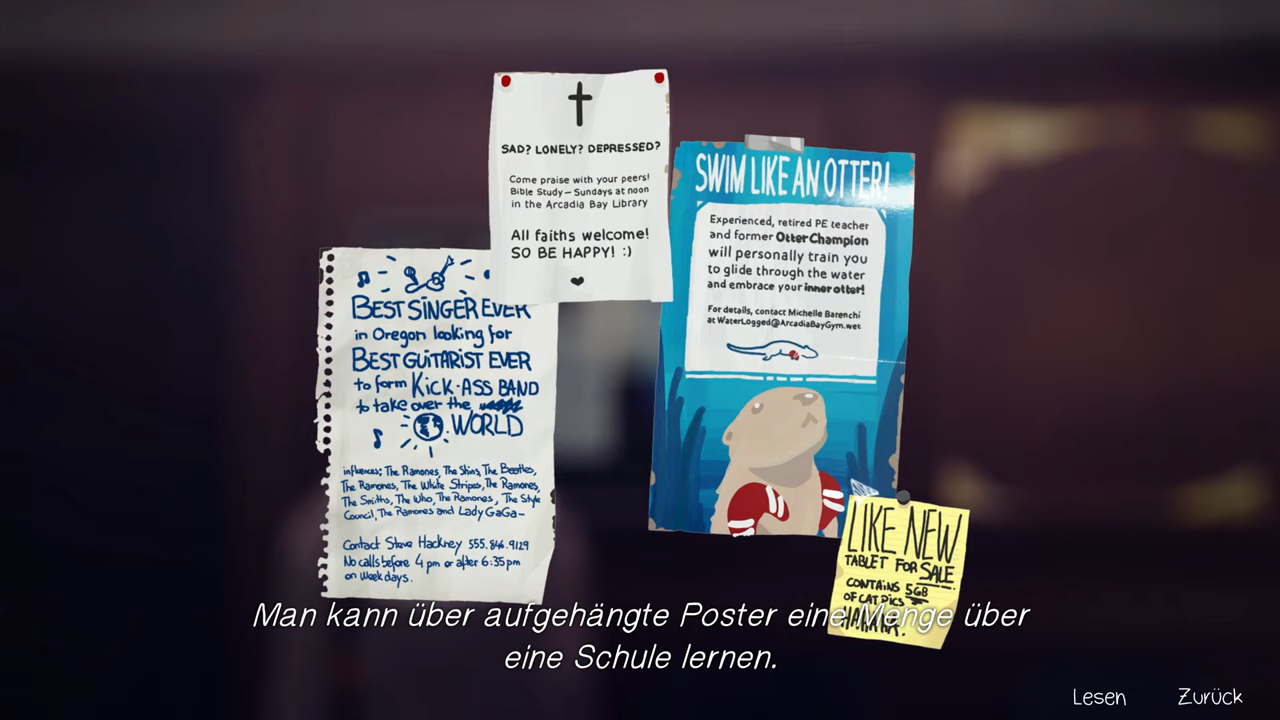 SAD? LONELY? DEPRESSED?
Come praise with your peers!
Bible Study – Sundays at noon
in the Arcadia Bay Library
All faiths welcome!
SO BE HAPPY! :)
SWIM LIKE AN OTTER!
Experienced, retired PE teacher
and former Otter Champion
will personally train you
to glide through the water
and embrace your inner otter!
For details, contact Michelle Barenchi
at WaterLogged@ArcadiaBayGym.wet
BEST SINGER EVER
in Oregon looking for
BEST GUITARIST EVER
to form KICK-ASS BAND
to take over the
WORLD
influences: The Ramones, The Shins, The Beatles,
The Ramones, The White Stripes, The Ramones,
The Smiths, The Who, The Ramones, The Style
Council, The Ramones and Lady GaGa-
Contact Steve Hackney 555.846.9129
No calls before 4 pm or after 6:35pm
on weekdays.
LIKE NEW
TABLET FOR SALE
CONTAINS 5GB
OF CAT PICS
HAHAHA.
Man kann über aufgehängte Poster eine Menge über
eine Schule lernen.
Lesen Zurück